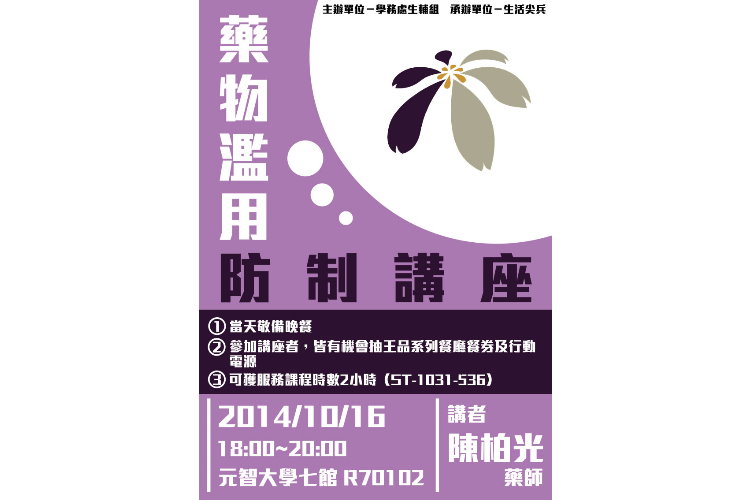 主辦單位－學務處生輔組　承辦單位－生活尖兵
藥物濫用
防制講座
①當天敬備晚餐
②參加講座者，皆有機會抽王品系列餐廳餐券及行動
電源
③可獲服務課程時數2小時（ST-1031-536）
2014/10/16
18:00~20:00
元智大學七館 R70102
講者
陳柏光
藥師